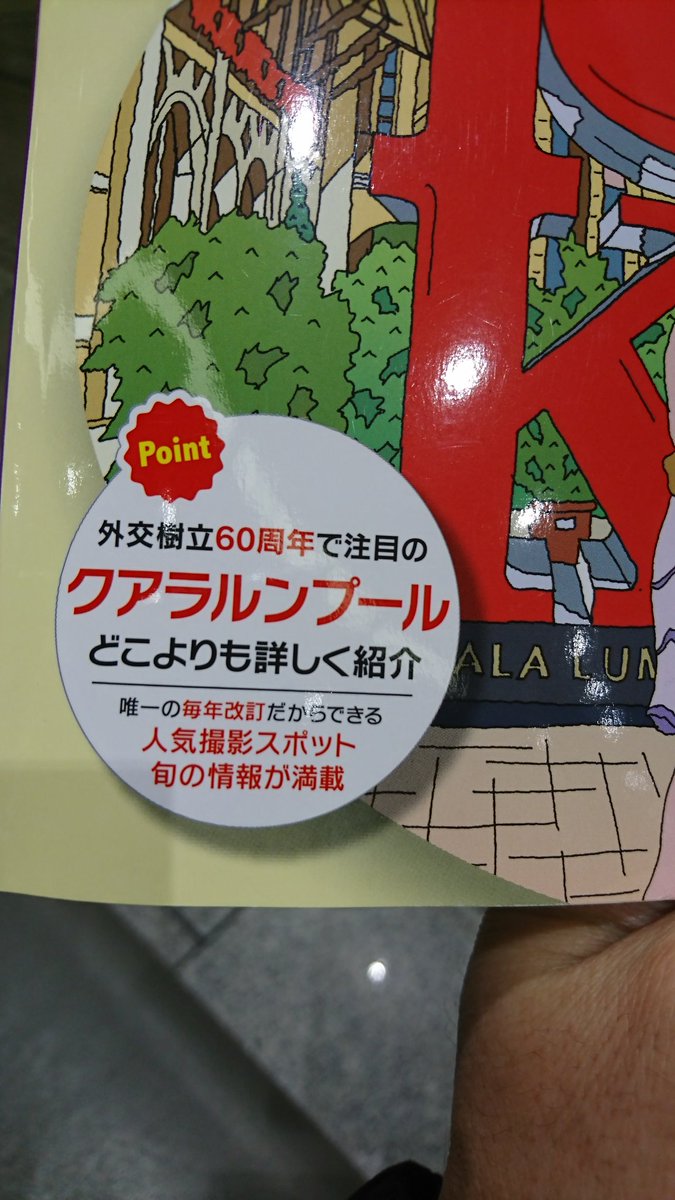 Point
外交樹立60周年で注目の
クアラルンプール
どこよりも詳しく紹介
唯一の毎年改訂だからできる
人気撮影スポット
旬の情報が満載
ALA LUM